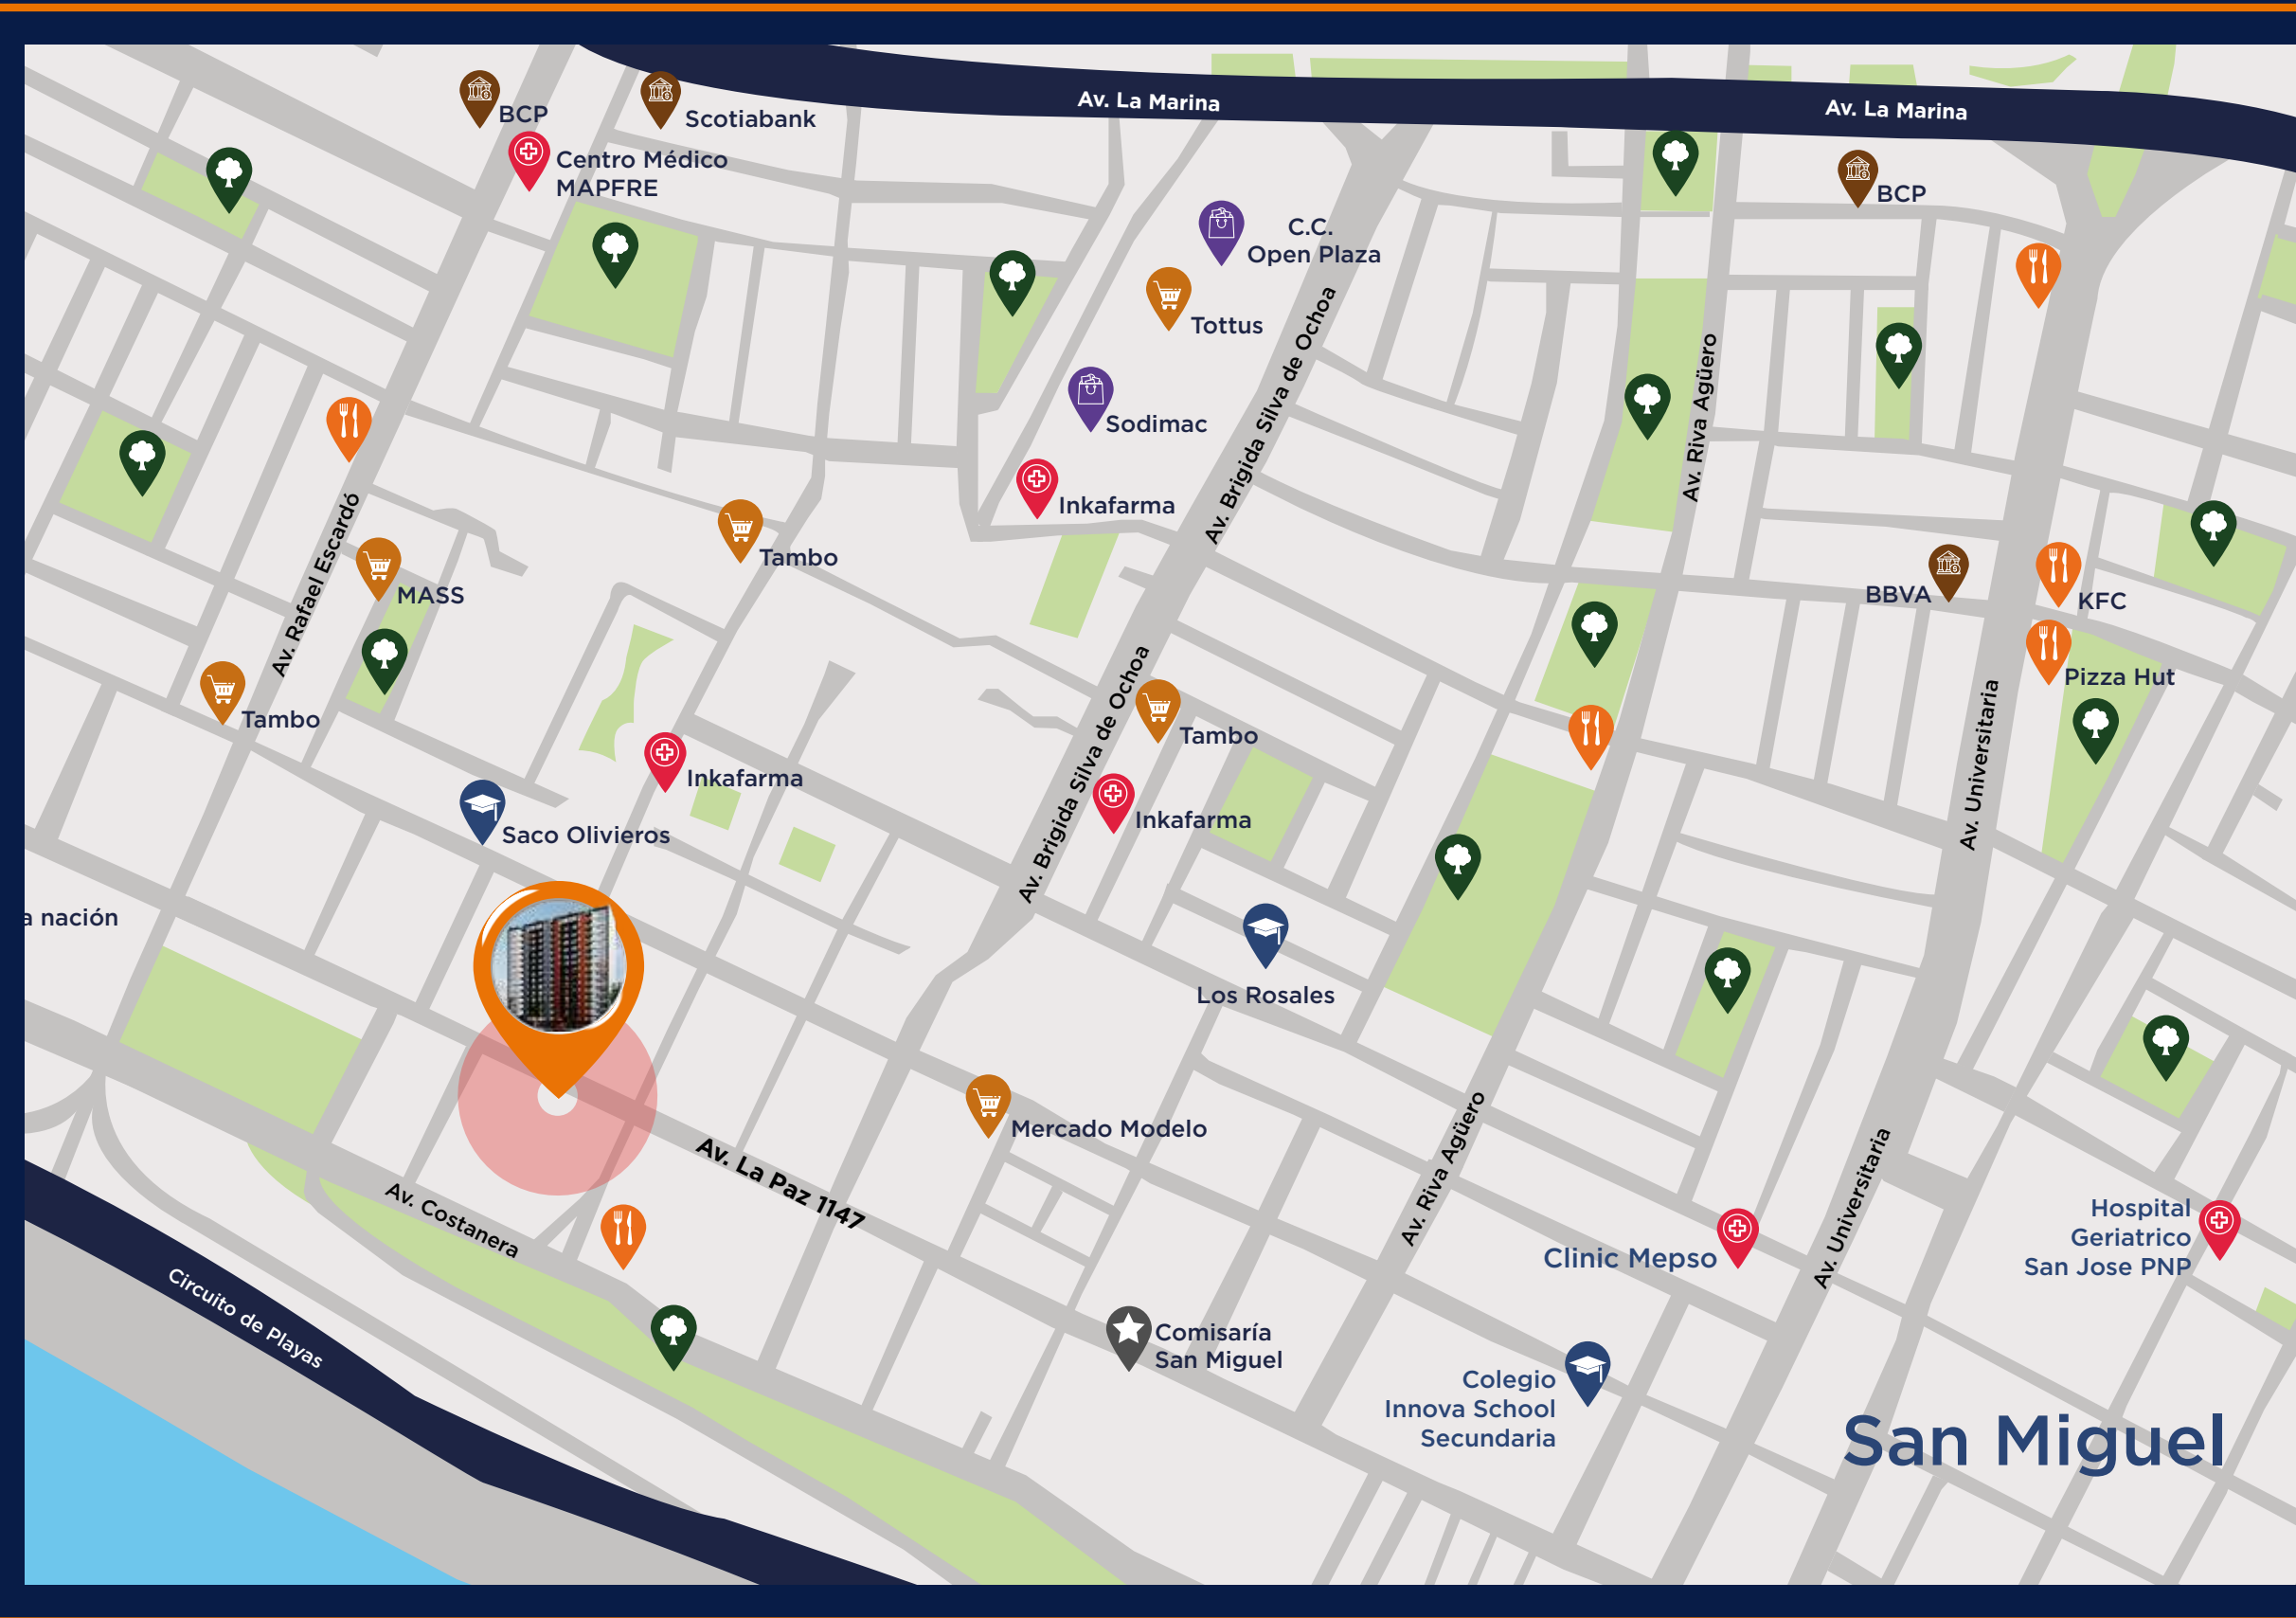 Av. La Marina
Av. La Marina
BCP
Scotiabank
Centro Médico
MAPFRE
BCP
C.C.
Open Plaza
Tottus
Av. Brigida Silva de Ochoa
Av. Riva Agüero
Sodimac
Inkafarma
Av. Rafael Escardó
Tambo
MASS
BBVA
KFC
Pizza Hut
Tambo
Av. Brigida Silva de Ochoa
Tambo
Av. Universitaria
Inkafarma
Inkafarma
Saco Olivieros
a nación
Los Rosales
Mercado Modelo
Av. La Paz 1147
Av. Costanera
Av. Riva Agüero
Av. Universitaria
Clinic Mepso
Hospital
Geriatrico
San Jose PNP
Circuito de Playas
Comisaría
San Miguel
Colegio
Innova School
Secundaria
San Miguel